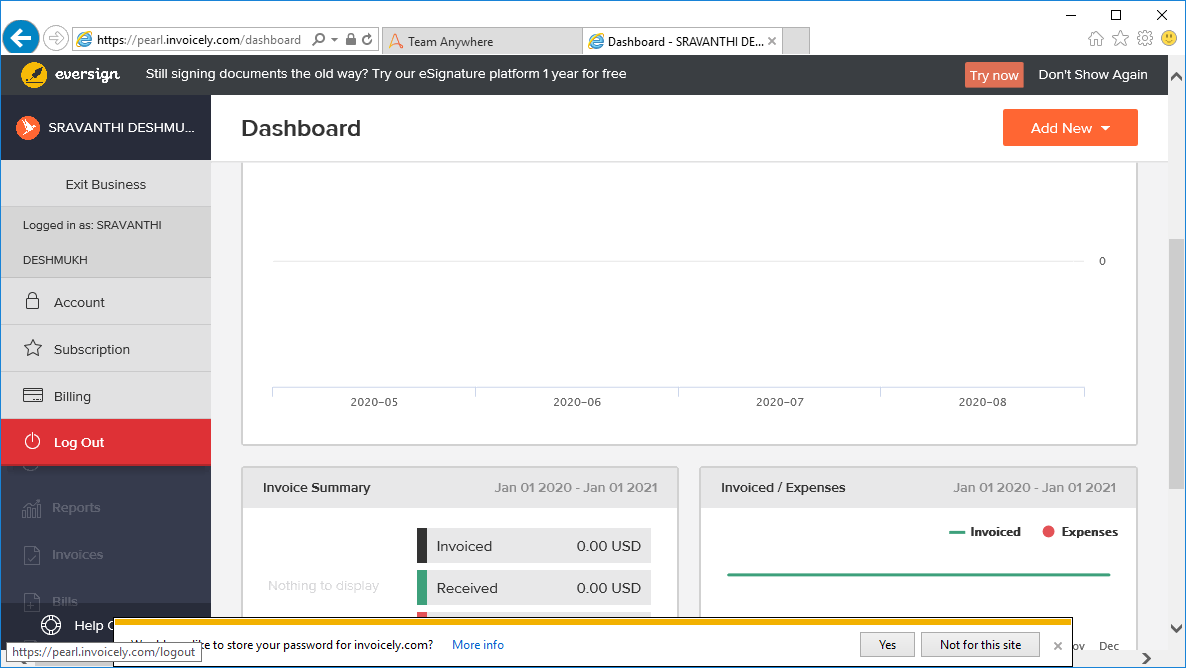 https://pearl.invoicely.com/dashboard
Team Anywhere
Dashboard - SRAVANTHI DE...
eversign
Still signing documents the old way? Try our eSignature platform 1 year for free
Try now
Don't Show Again
SRAVANTHI DESHMU...
Dashboard
Add New
Exit Business
Logged in as: SRAVANTHI
DESHMUKH
Account
Subscription
Billing
Log Out
Reports
Invoices
Bills
Help
0
2020-05 2020-06 2020-07 2020-08
Invoice Summary Jan 01 2020 - Jan 01 2021
Nothing to display
Invoiced 0.00 USD
Received 0.00 USD
Invoiced / Expenses Jan 01 2020 - Jan 01 2021
Invoiced Expenses
Dec
to store your password for invoicely.com? More info
Yes
Not for this site
https://pearl.invoicely.com/logout